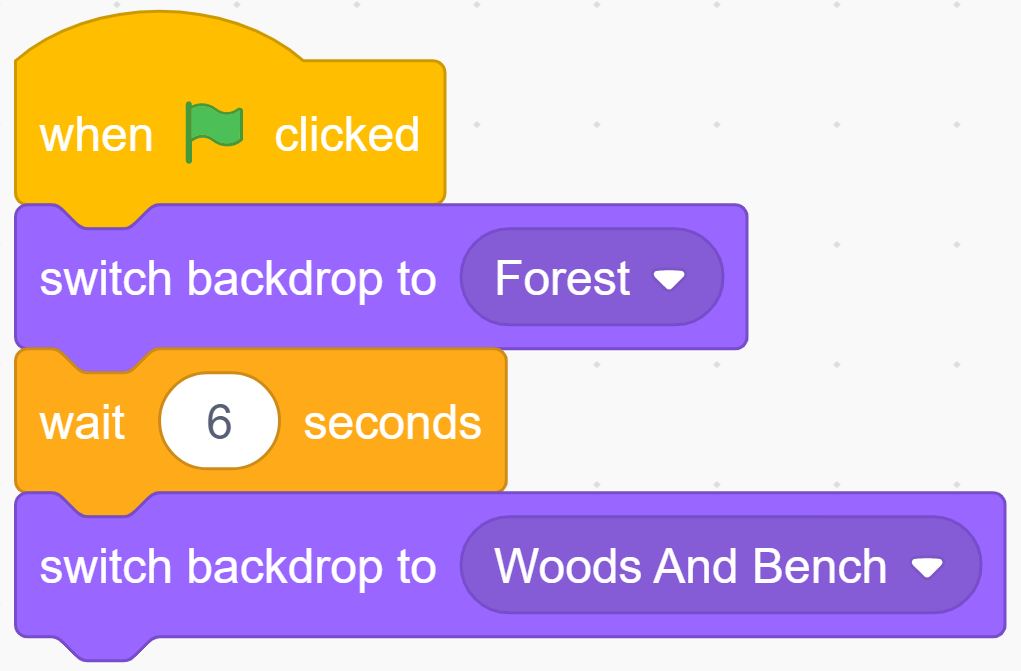 when clicked
switch backdrop to Forest
wait 6 seconds
switch backdrop to Woods And Bench